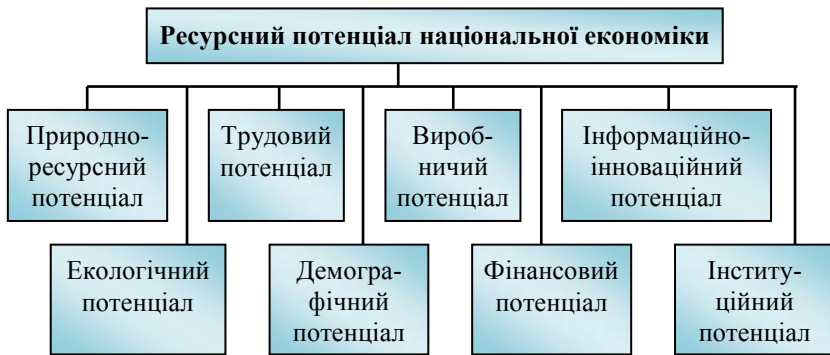 Ресурсний потенціал національної економіки
Природно-
ресурсний
потенціал
Трудовий
потенціал
Вироб-
ничий
потенціал
Інформаційно-
інноваційний
потенціал
Екологічний
потенціал
Демогра-
фічний
потенціал
Фінансовий
потенціал
Інститу-
ційний
потенціал